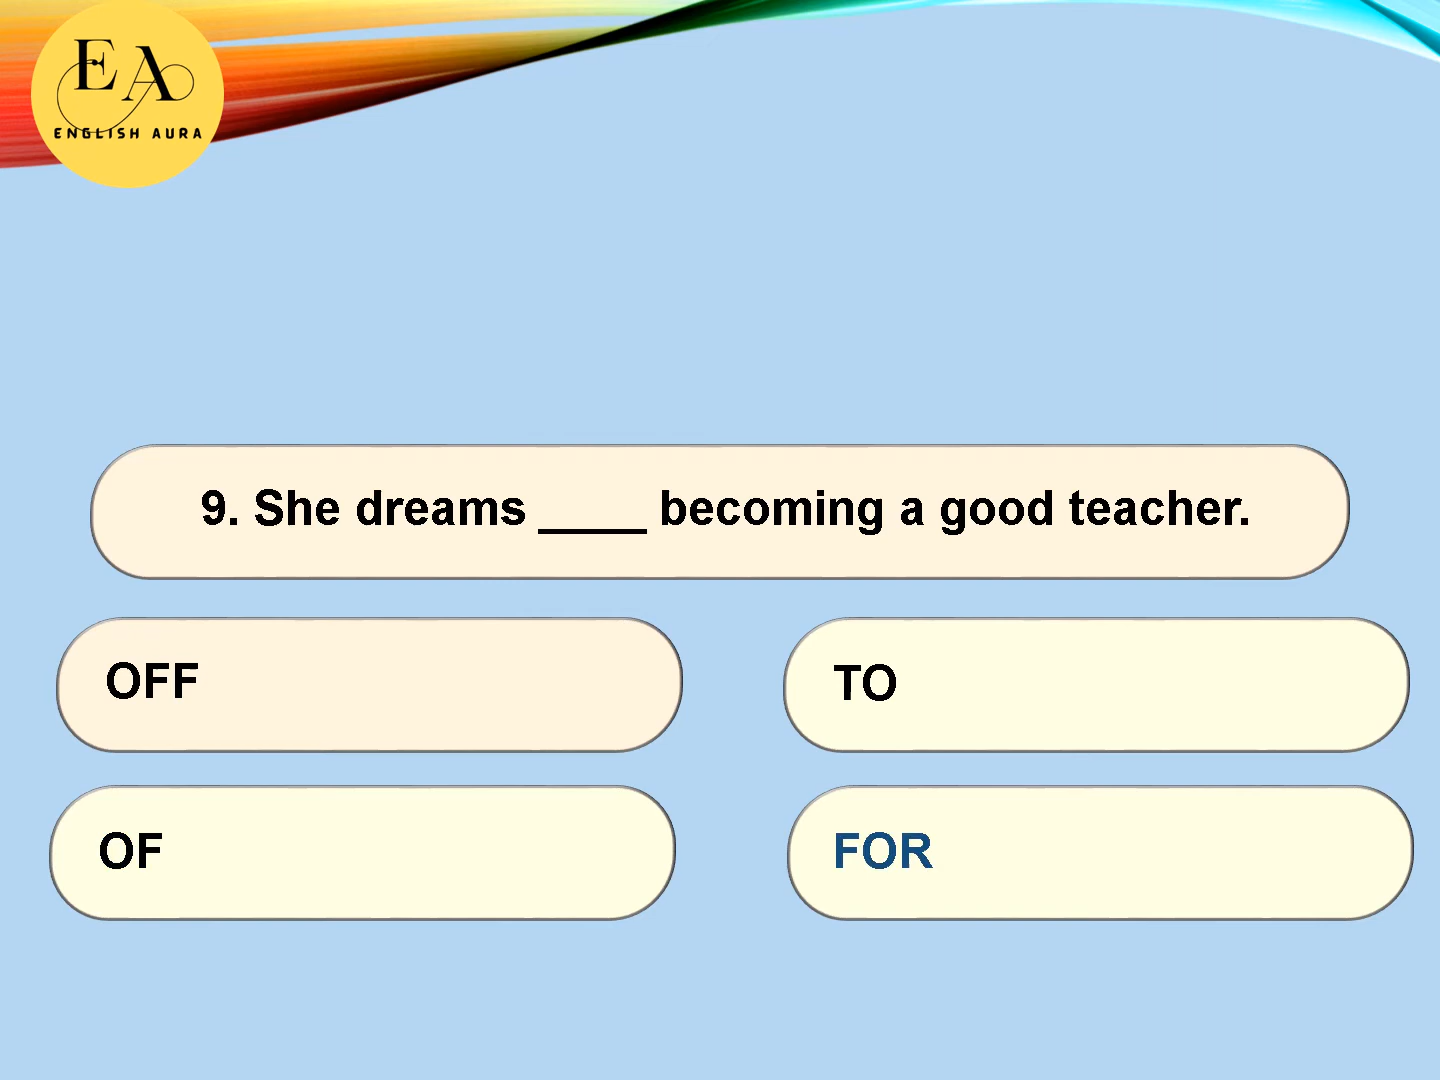 EA
ENGLISH AURA
9. She dreams ____ becoming a good teacher.
OFF
TO
OF
FOR